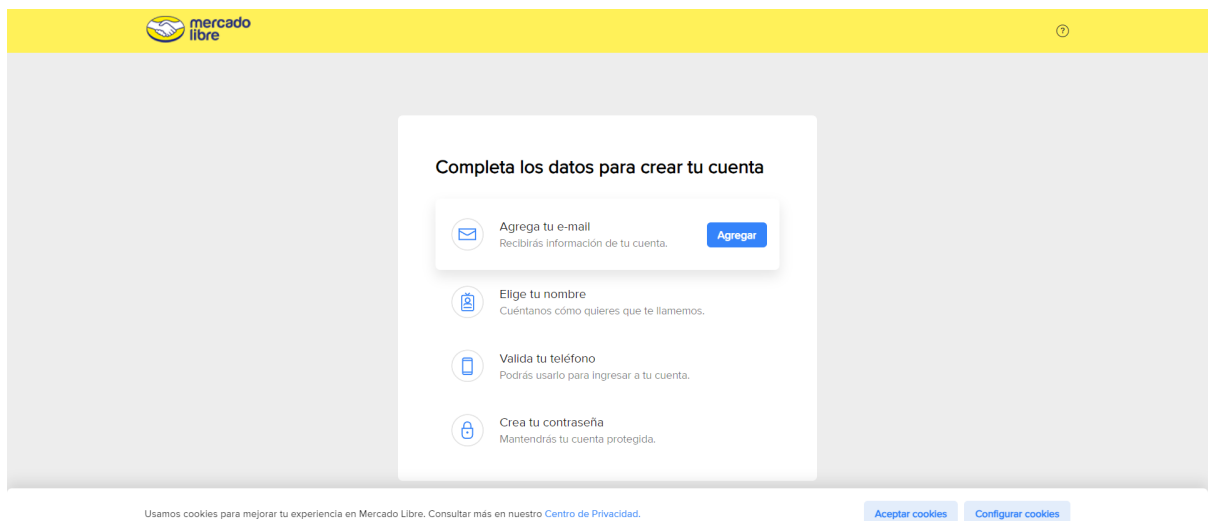 mercado
libre
?
Completa los datos para crear tu cuenta
Agrega tu e-mail
Recibirás información de tu cuenta.
Agregar
Elige tu nombre
Cuéntanos cómo quieres que te llamemos.
Valida tu teléfono
Podrás usarlo para ingresar a tu cuenta.
Crea tu contraseña
Mantendrás tu cuenta protegida.
Usamos cookies para mejorar tu experiencia en Mercado Libre. Consultar más en nuestro Centro de Privacidad.
Aceptar cookies
Configurar cookies